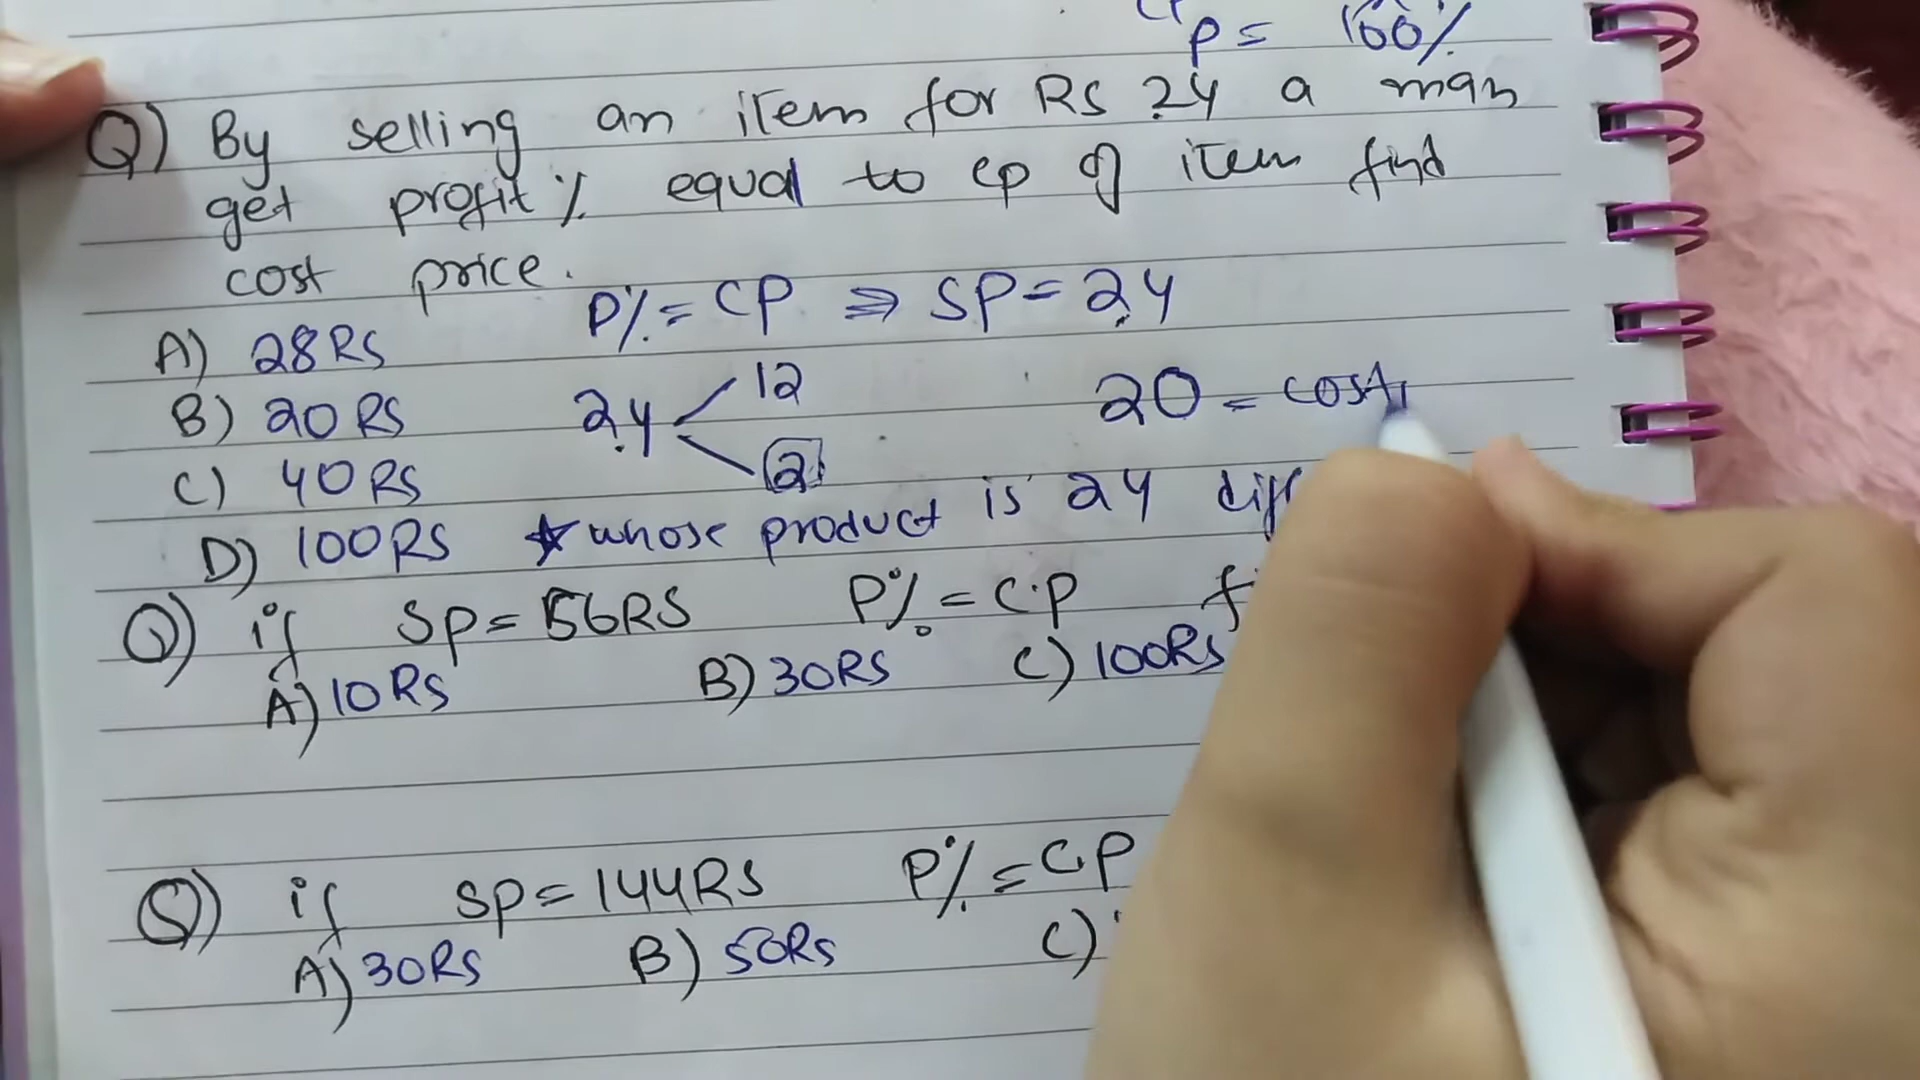 P = 100%
Q) By selling an item for RS 24 a man
get profit % equal to cp of item find
cost price.
P% = CP ⇒ SP = 24
A) 28 RS
B) 20 RS
24 12
2
20 = cost
C) 40 RS
D) 100 RS
★ whose product is 24 diff
Q) if SP = 56 RS P% = C.P
A) 10 RS B) 30 RS C) 100 Rs
Q) if SP = 144 RS P% = C.P
A) 30 RS B) 50 Rs C)